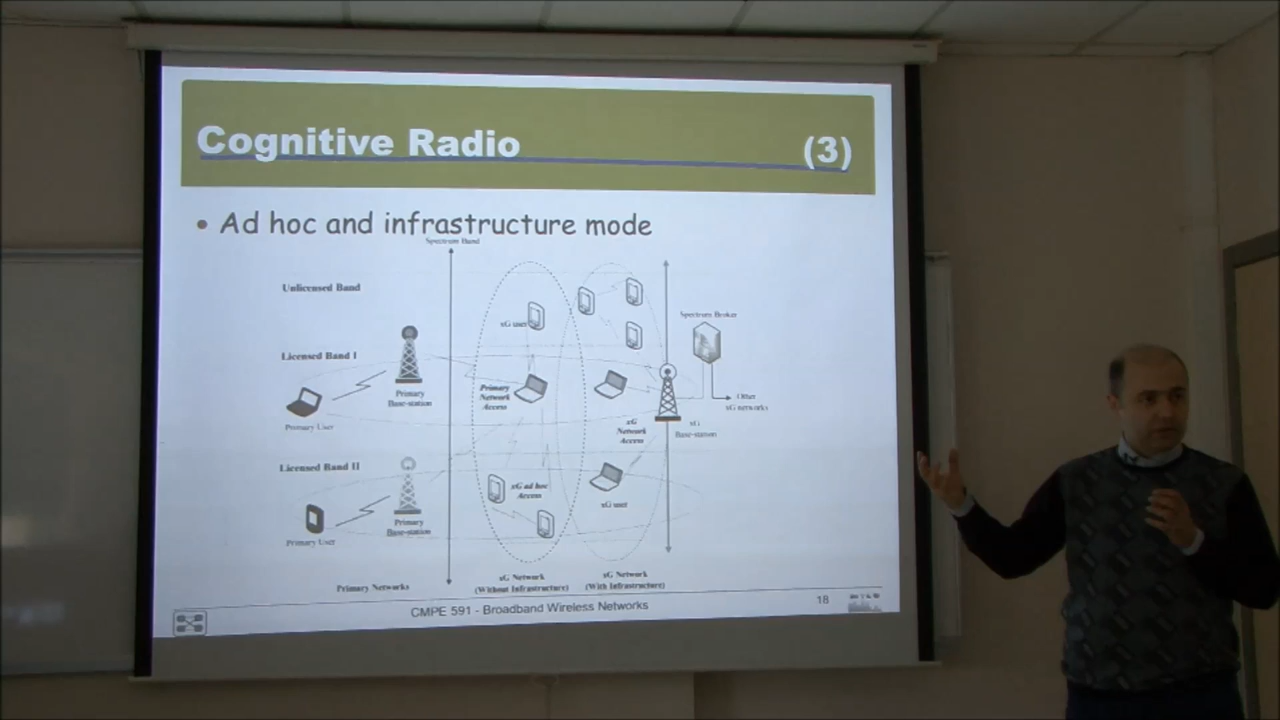 Cognitive Radio (3)
• Ad hoc and infrastructure mode
Spectrum Band
Unlicensed Band
Licensed Band I
Primary
Base-station
Primary User
Licensed Band II
Primary
Base-station
Primary User
Primary Networks
xG user
Primary
Network
Access
xG ad hoc
Access
xG Network
(Without Infrastructure)
xG
Network
Access
xG user
xG Network
(With Infrastructure)
Spectrum Broker
Other
xG networks
xG
Base-station
CMPE 591 - Broadband Wireless Networks
18